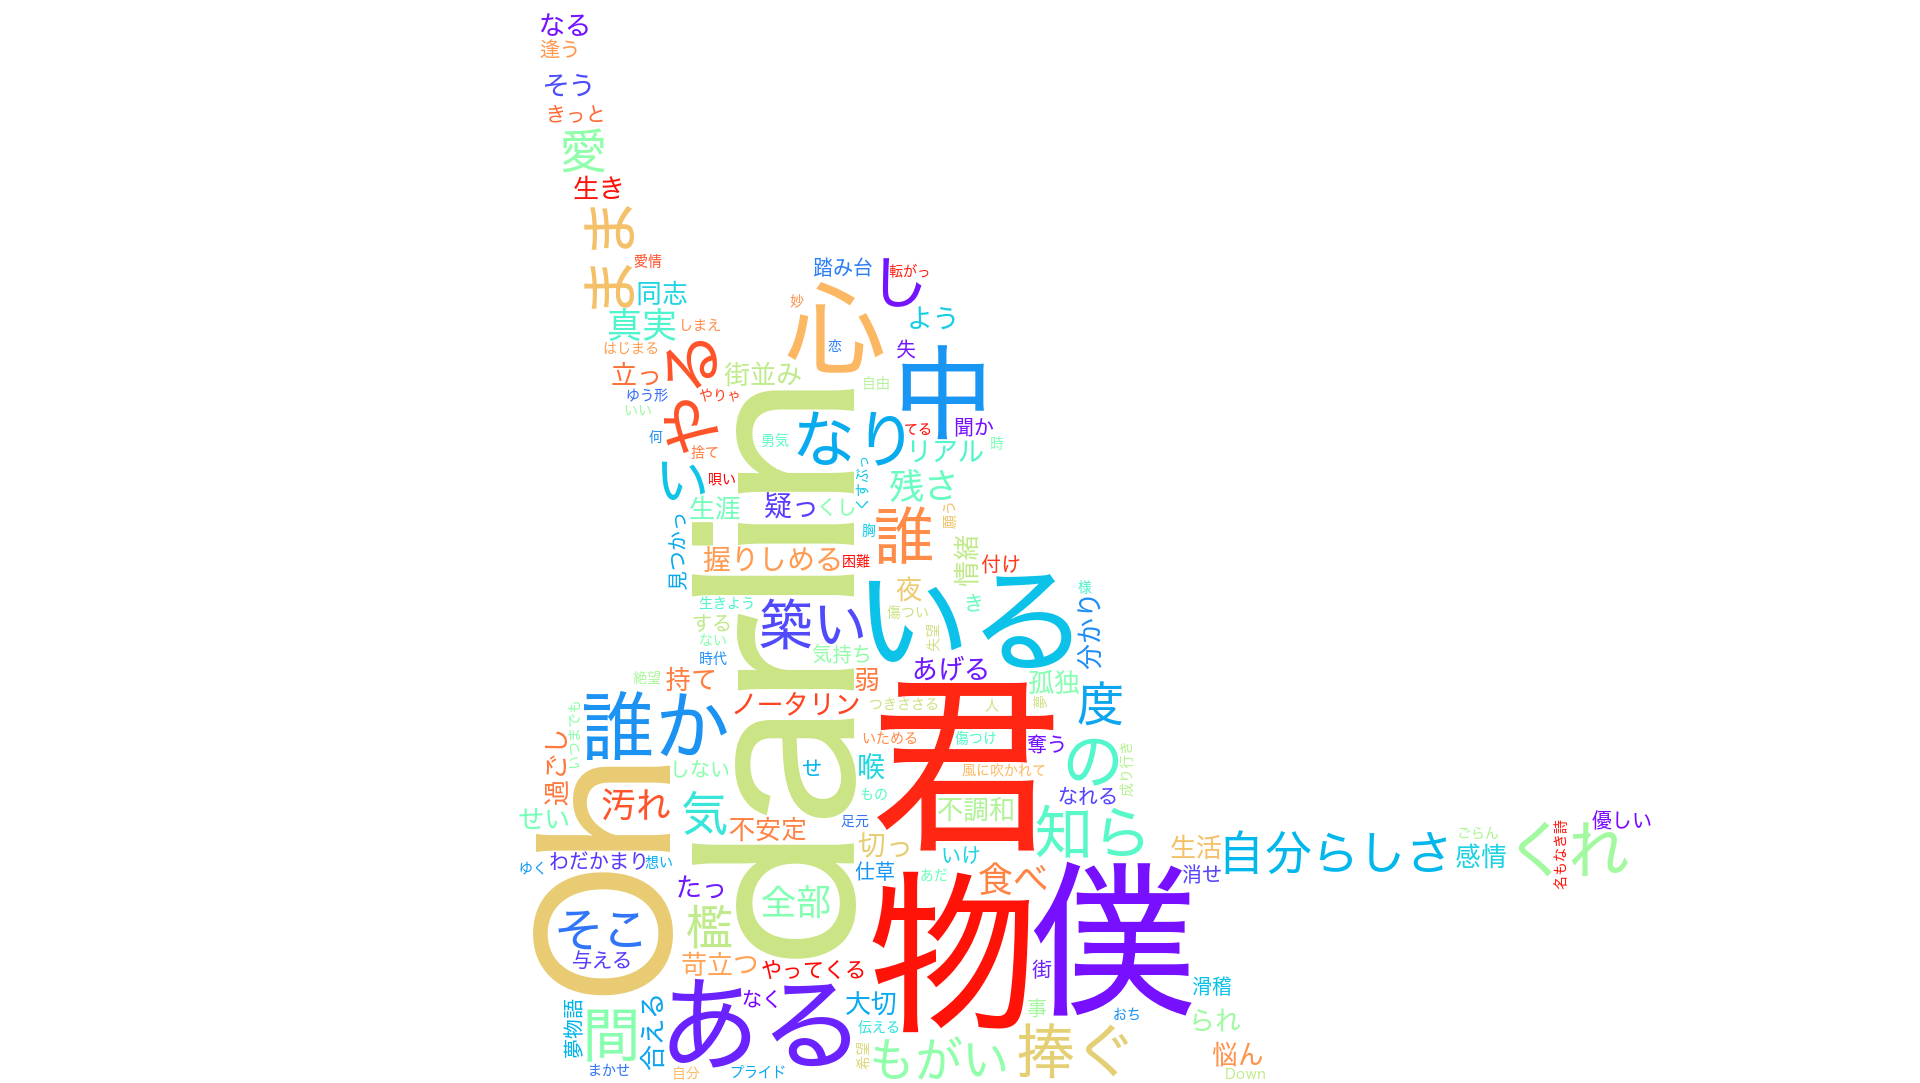 なる
逢う
そう
きっと
愛
生き
まま
愛情
同志
真実
しまえ
はじまる
立っ
やる
ゆう形
やりゃ
いい
何
捨て
い
唄い
踏み台
転がっ
し
妙
心
恋
よう
失
中
街並み
自由
なり
てる
聞か
リアル
時
勇気
くすぶっ
残さ
生涯
疑っ
くし
誰
願う
胸
見つかっ
握りしめる
困難
情緒
付け
darlin
いる
夜
傷つい
き
様
分かり
生きよう
する
ない
築い
失望
時代
気持ち
あげる
絶望
持て
弱
孤独
ノータリン
つきささる
人
夢
度
誰か
いつまでも
いためる
傷つけ
奪う
の
成り行き
過ごし
しない
せ
喉
風に吹かれて
oh
汚れ
気
もの
なれる
不調和
せい
不安定
足元
知ら
切っ
いけ
生活
自分らしさ
ごらん
感情
くれ
名もなき詩
優しい
ゆく
わだかまり
想い
仕草
あだ
食べ
消せ
たっ
全部
檻
そこ
与える
君
物
僕
苛立つ
やってくる
街
滑稽
夢物語
間
合える
ある
なく
大切
伝える
事
おち
られ
希望
もがい
捧ぐ
悩ん
まかせ
自分
プライド
Down